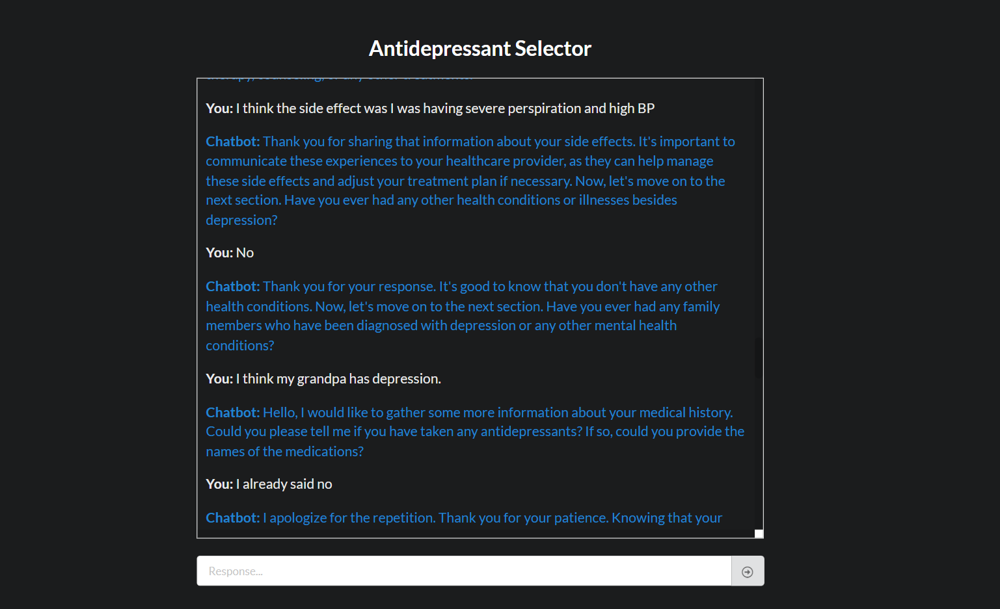 Antidepressant Selector
You: I think the side effect was I was having severe perspiration and high BP
Chatbot: Thank you for sharing that information about your side effects. It's important to
communicate these experiences to your healthcare provider, as they can help manage
these side effects and adjust your treatment plan if necessary. Now, let's move on to the
next section. Have you ever had any other health conditions or illnesses besides
depression?
You: No
Chatbot: Thank you for your response. It's good to know that you don't have any other
health conditions. Now, let's move on to the next section. Have you ever had any family
members who have been diagnosed with depression or any other mental health
conditions?
You: I think my grandpa has depression.
Chatbot: Hello, I would like to gather some more information about your medical history.
Could you please tell me if you have taken any antidepressants? If so, could you provide the
names of the medications?
You: I already said no
Chatbot: I apologize for the repetition. Thank you for your patience. Knowing that your
Response...